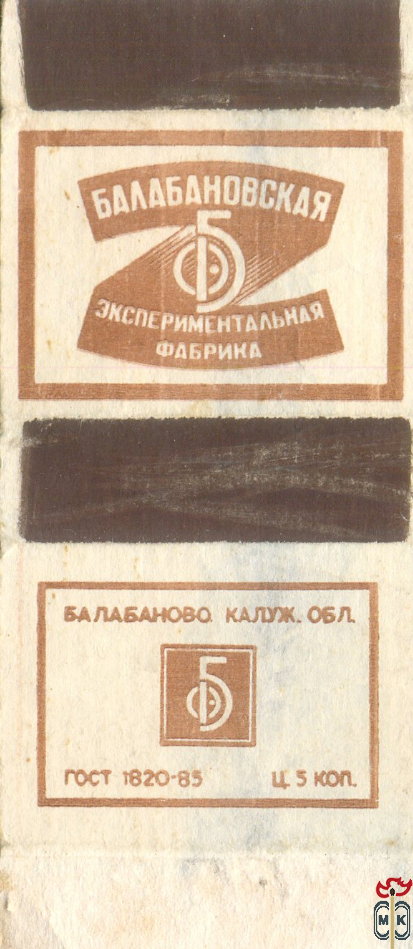 БАЛАБАНОВСКАЯ
БФ
ЭКСПЕРИМЕНТАЛЬНАЯ
ФАБРИКА
БАЛАБАНОВО КАЛУЖ. ОБЛ.
БФ
ГОСТ 1820-85 Ц. 5 КОП.
МК